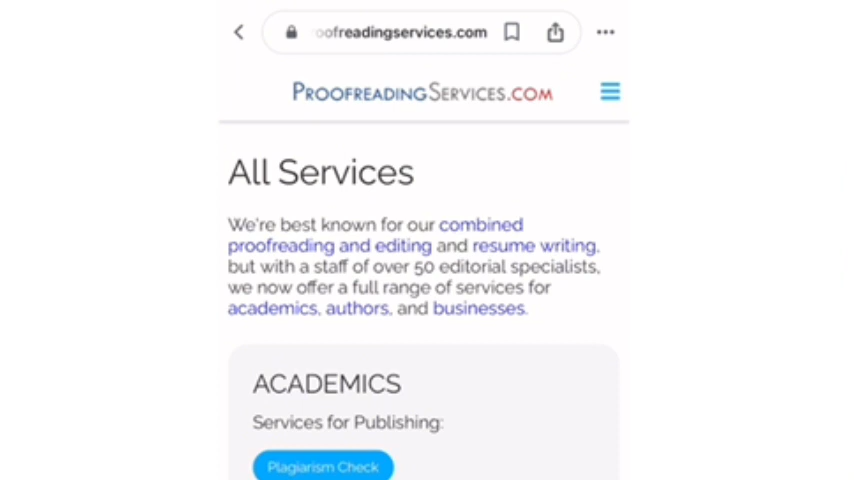 oofreadingservices.com
PROOFREADINGSERVICES.COM
All Services
We're best known for our combined
proofreading and editing and resume writing,
but with a staff of over 50 editorial specialists,
we now offer a full range of services for
academics, authors, and businesses.
ACADEMICS
Services for Publishing:
Plagiarism Check